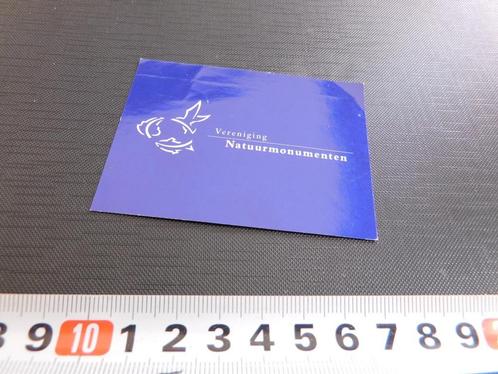 Vereniging
Natuurmonumenten
9 10 1 2 3 4 5 6 7 8 9